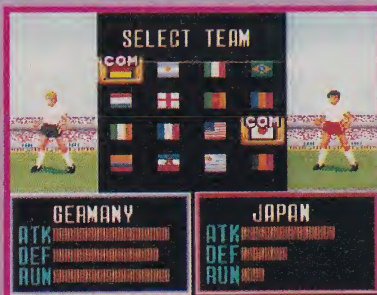 SELECT TEAM
COM
COM
GERMANY
ATK
DEF
RUN
JAPAN
ATK
DEF
RUN